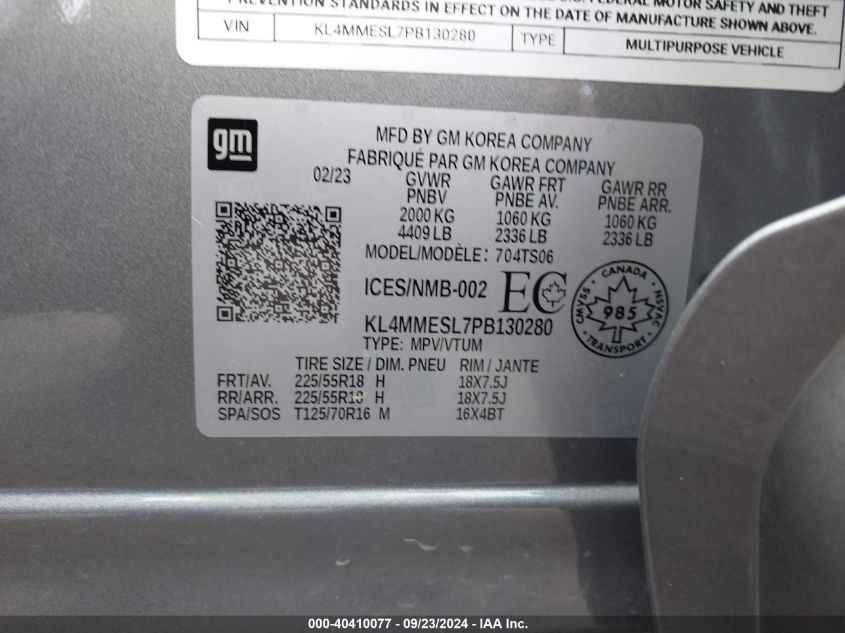 PREVENTION STANDARDS IN EFFECT ON THE DATE OF MANUFACTURE SHOWN ABOVE.
FEDERAL MOTOR SAFETY AND THEFT
VIN KL4MMESL7PB130280 TYPE MULTIPURPOSE VEHICLE
gm
MFD BY GM KOREA COMPANY
FABRIQUÉ PAR GM KOREA COMPANY
02/23 GVWR GAWR FRT GAWR RR
PNBV PNBE AV. PNBE ARR.
2000 KG 1060 KG 1060 KG
4409 LB 2336 LB 2336 LB
MODEL/MODÈLE: 704TS06
ICES/NMB-002 EC
CANADA
CMVSS NSVAC
985
TRANSPORT
KL4MMESL7PB130280
TYPE: MPV/VTUM
TIRE SIZE / DIM. PNEU RIM / JANTE
FRT/AV. 225/55R18 H 18X7.5J
RR/ARR. 225/55R18 H 18X7.5J
SPA/SOS T125/70R16 M 16X4BT
000-40410077 - 09/23/2024 - IAA Inc.